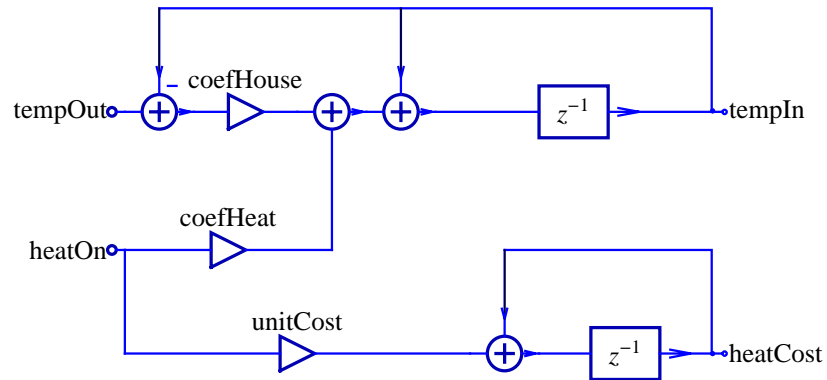 − coefHouse
tempOut + + + z⁻¹ tempIn
coefHeat
heatOn
unitCost
+ z⁻¹ heatCost